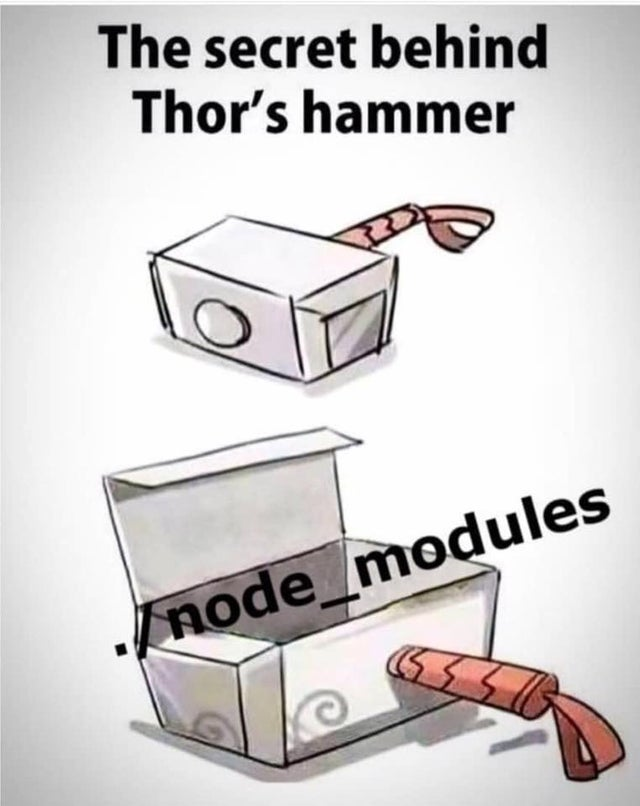 The secret behind
Thor's hammer
./node_modules